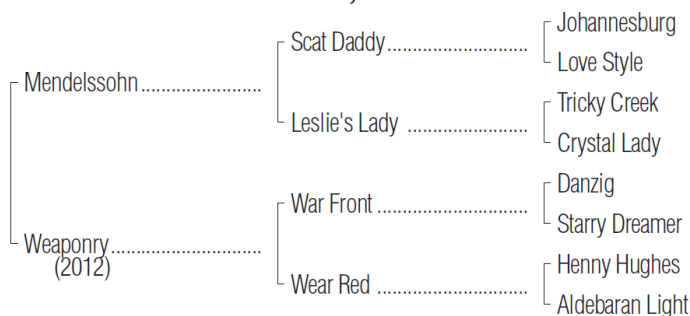 Johannesburg
Scat Daddy..............................
Love Style
Mendelssohn........................
Tricky Creek
Leslie's Lady ........................
Crystal Lady
Danzig
War Front ..............................
Starry Dreamer
Weaponry..............................
(2012)
Henny Hughes
Wear Red ..............................
Aldebaran Light